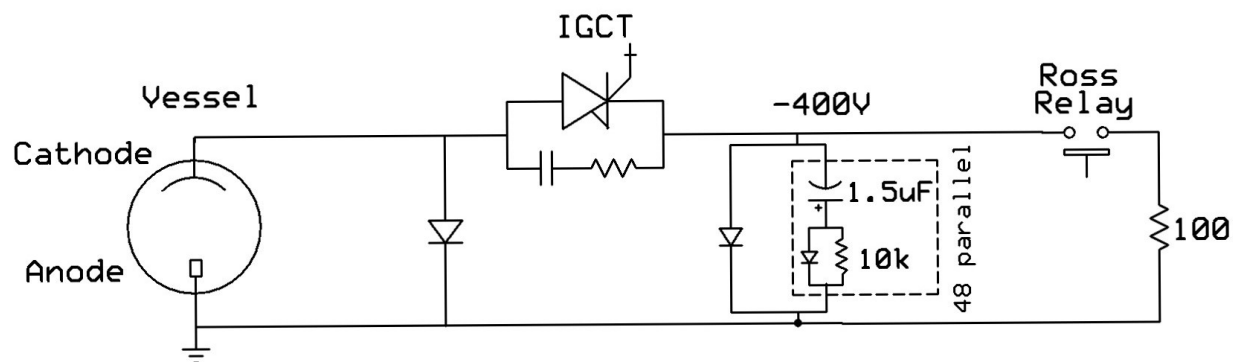 IGCT
Vessel
Ross
Relay
-400V
Cathode
1.5uF
+
48 parallel
100
Anode
10k